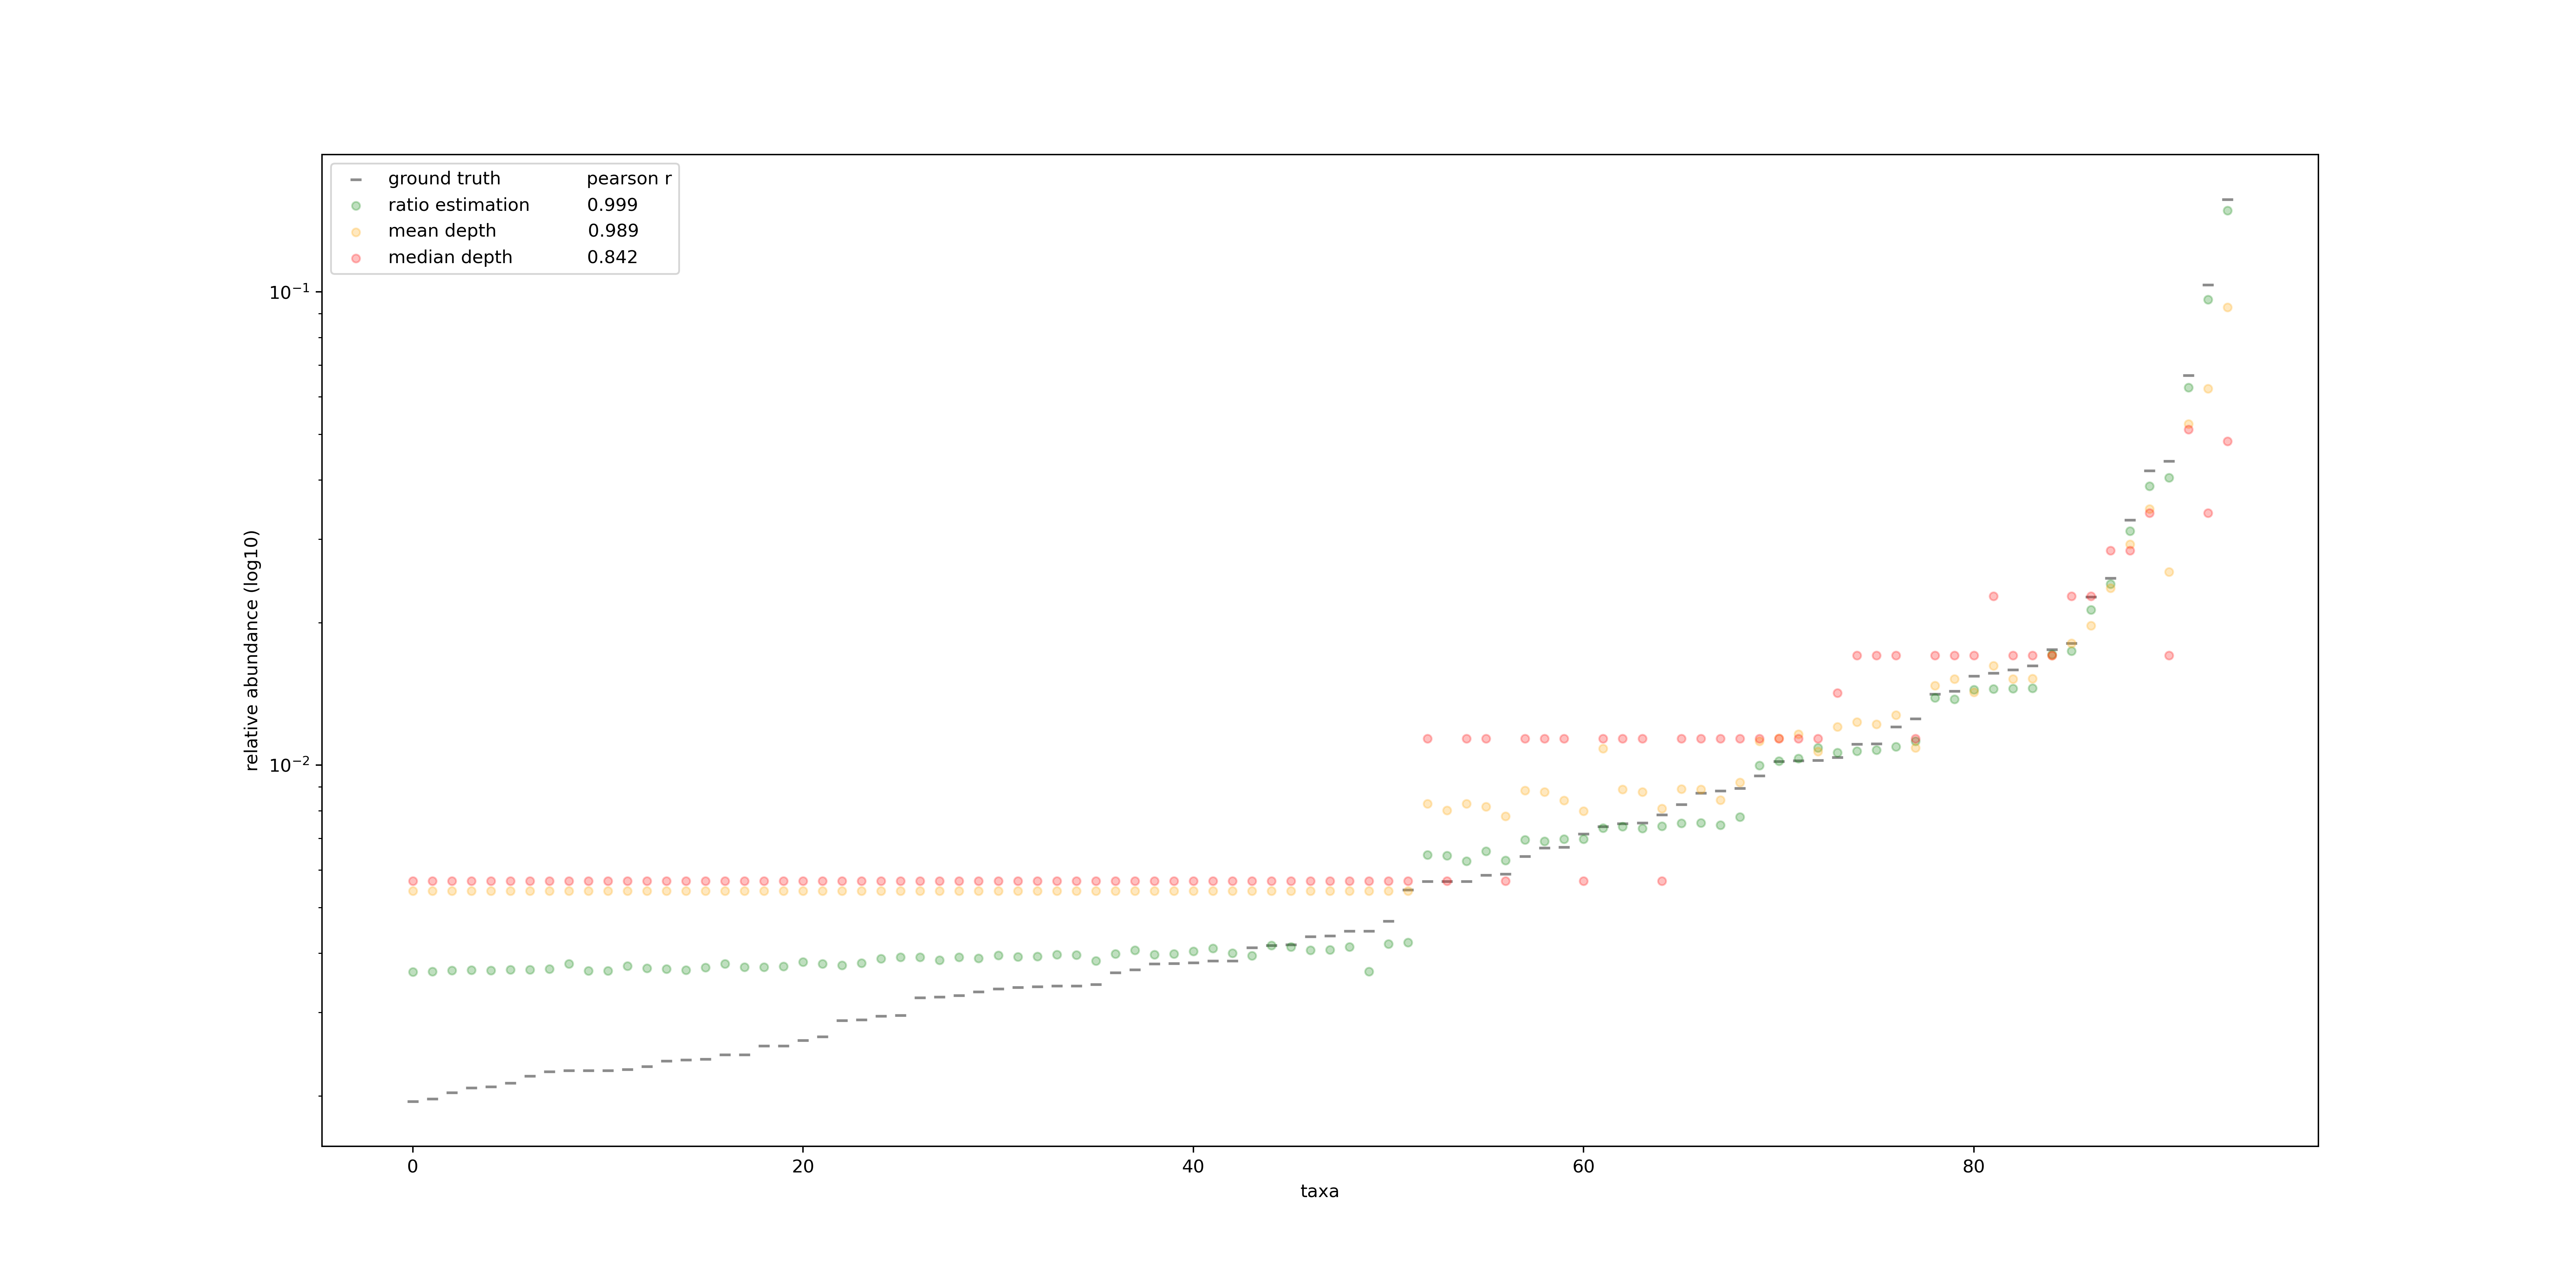 ground truth pearson r
ratio estimation 0.999
mean depth 0.989
median depth 0.842
10⁻¹
10⁻²
relative abundance (log10)
0 20 40 60 80
taxa